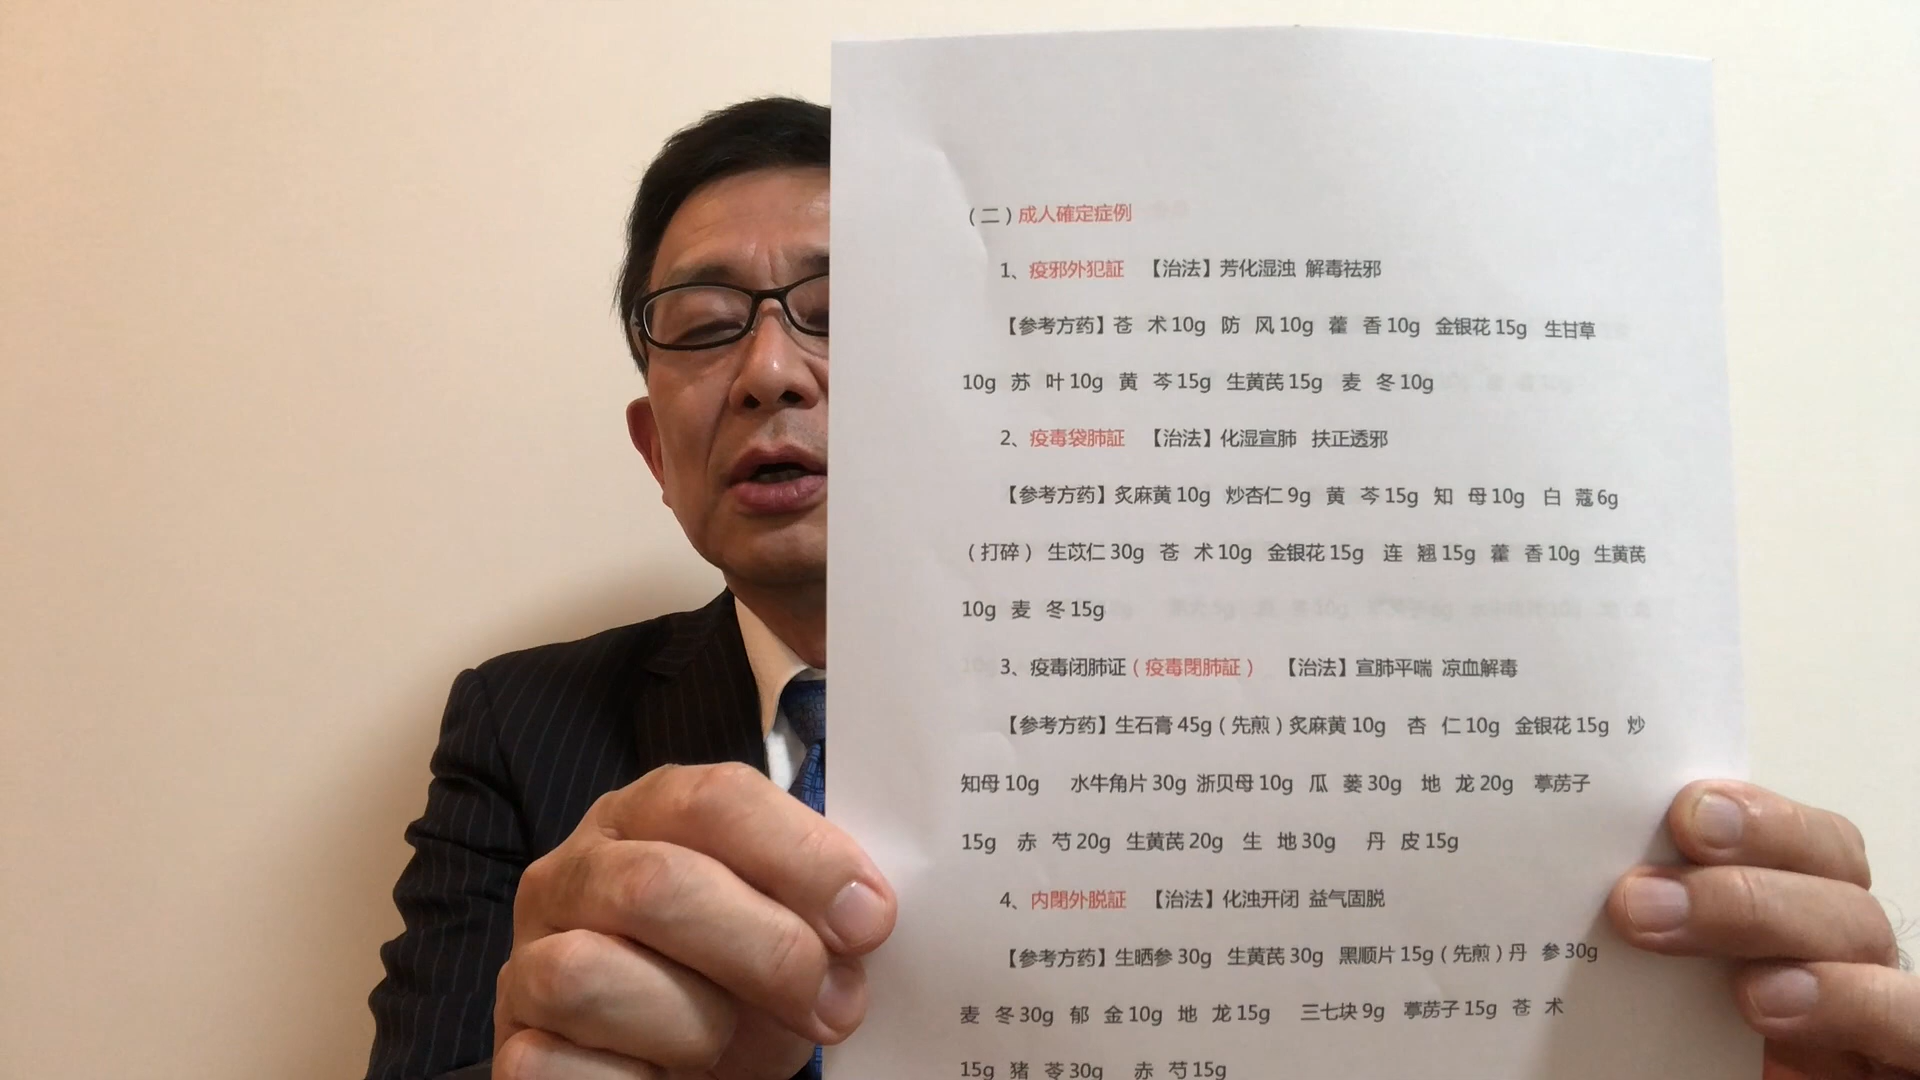 （二）成人確定症例
1、疫邪外犯証 【治法】芳化湿浊 解毒祛邪
【参考方药】苍 术10g 防 风10g 藿 香10g 金银花15g 生甘草
10g 苏 叶10g 黄 芩15g 生黄芪15g 麦 冬10g
2、疫毒袋肺証 【治法】化湿宣肺 扶正透邪
【参考方药】炙麻黄10g 炒杏仁9g 黄 芩15g 知 母10g 白 蔻6g
（打碎） 生苡仁30g 苍 术10g 金银花15g 连 翘15g 藿 香10g 生黄芪
10g 麦 冬15g
3、疫毒闭肺证（疫毒閉肺証） 【治法】宣肺平喘 凉血解毒
【参考方药】生石膏45g（先煎）炙麻黄10g 杏 仁10g 金银花15g 炒
知母10g 水牛角片30g 浙贝母10g 瓜 蒌30g 地 龙20g 葶苈子
15g 赤 芍20g 生黄芪20g 生 地30g 丹 皮15g
4、内閉外脱証 【治法】化浊开闭 益气固脱
【参考方药】生晒参30g 生黄芪30g 黑顺片15g（先煎）丹 参30g
麦 冬30g 郁 金10g 地 龙15g 三七块9g 葶苈子15g 苍 术
15g 猪 苓30g 赤 芍15g